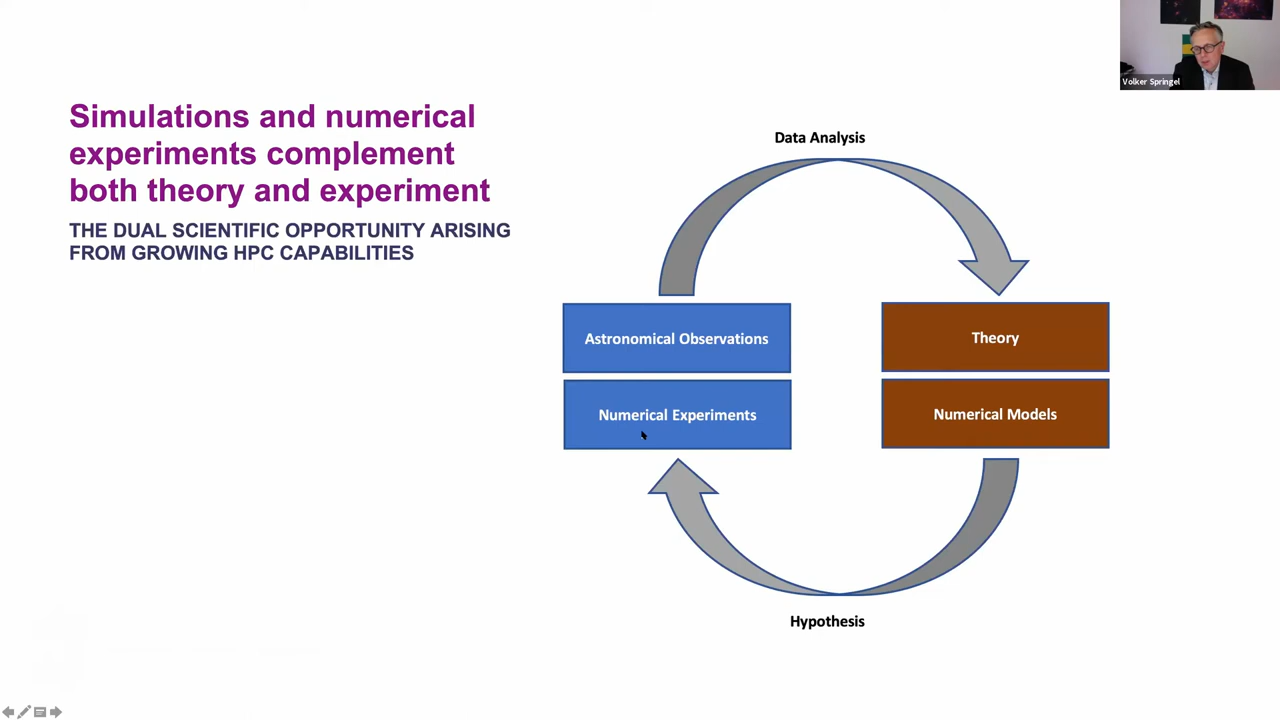 Volker Springel
Simulations and numerical
experiments complement
both theory and experiment
THE DUAL SCIENTIFIC OPPORTUNITY ARISING
FROM GROWING HPC CAPABILITIES
Data Analysis
Astronomical Observations
Theory
Numerical Experiments
Numerical Models
Hypothesis